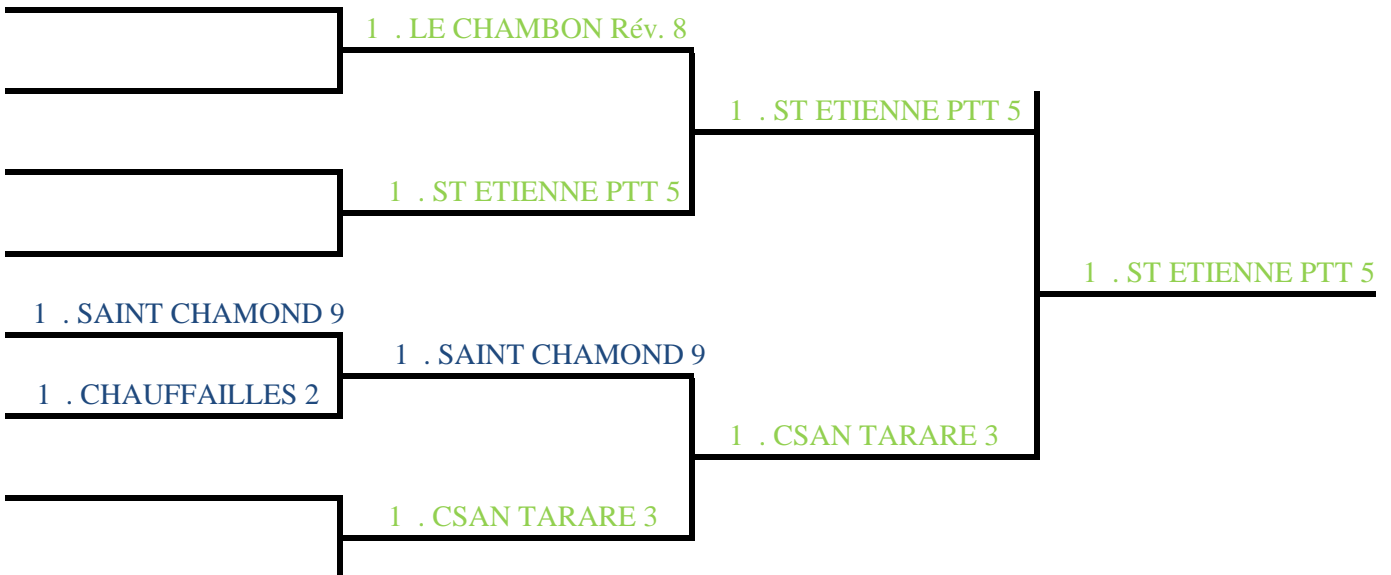 1 . LE CHAMBON Rév. 8
1 . ST ETIENNE PTT 5
1 . ST ETIENNE PTT 5
1 . ST ETIENNE PTT 5
1 . SAINT CHAMOND 9
1 . SAINT CHAMOND 9
1 . CHAUFFAILLES 2
1 . CSAN TARARE 3
1 . CSAN TARARE 3